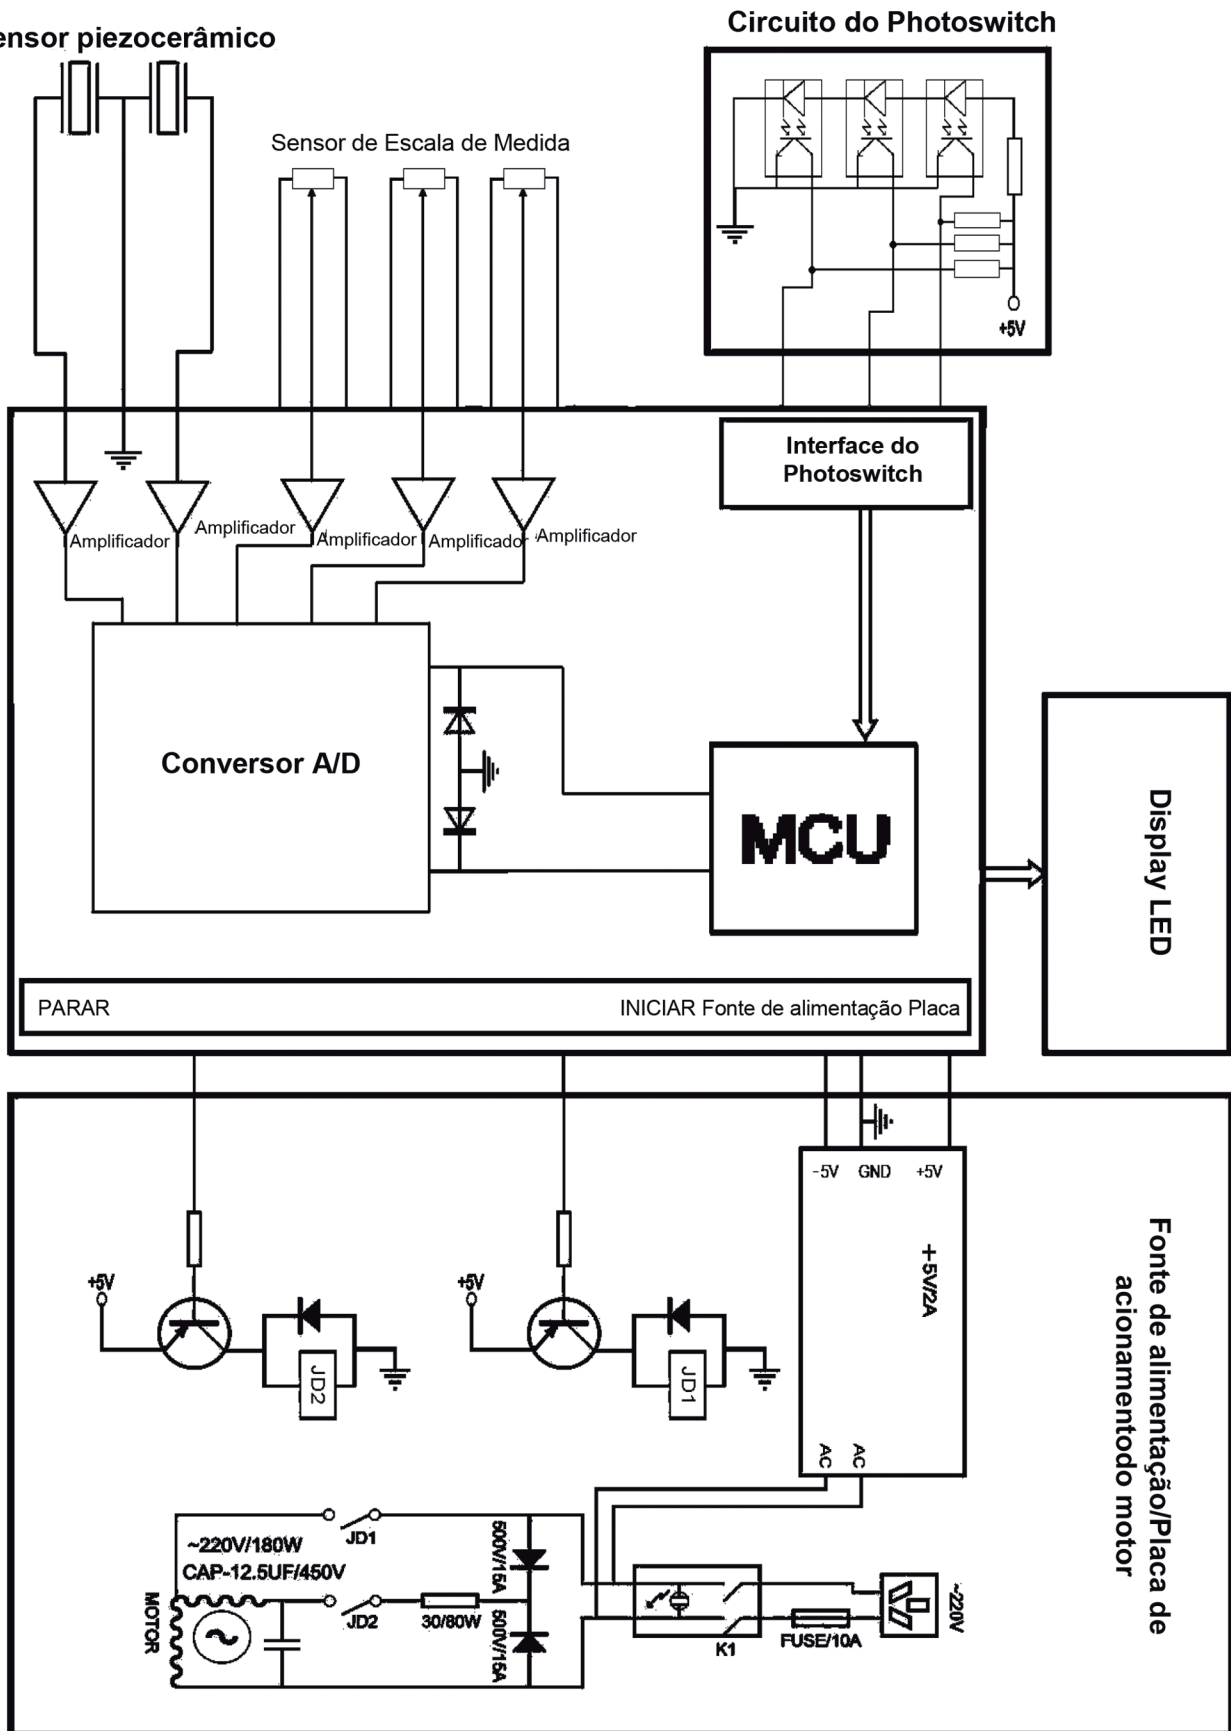 Circuito do Photoswitch
ensor piezocerâmico
Sensor de Escala de Medida
+5V
Interface do
Photoswitch
Amplificador
Amplificador
Amplificador
Amplificador
Amplificador
Conversor A/D
MCU
Display LED
PARAR
INICIAR Fonte de alimentação Placa
-5V GND +5V
+5V/2A
AC AC
Fonte de alimentação/Placa de
acionamentodo motor
+5V
JD2
+5V
JD1
~220V/180W
CAP-12.5UF/450V
MOTOR
JD1
JD2
30/80W
500V/15A
500V/15A
K1
FUSE/10A
~220V